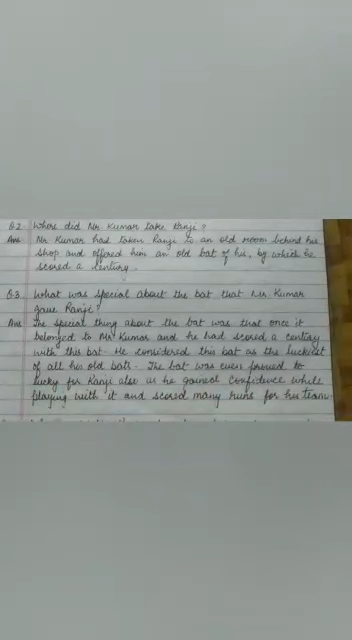 Q.2. Where did Mr. Kumar take Ranji?
Ans Mr Kumar had taken Ranji to an old room behind his
shop and offered him an old bat of his, by which he
scored a century.
Q.3. What was special about the bat that Mr Kumar
gave Ranji?
Ans The special thing about the bat was that once it
belonged to Mr Kumar and he had scored a century
with this bat. He considered this bat as the luckiest
of all his old bats. The bat was even proved to
lucky for Ranji also as he gained confidence while
playing with it and scored many runs for his team.